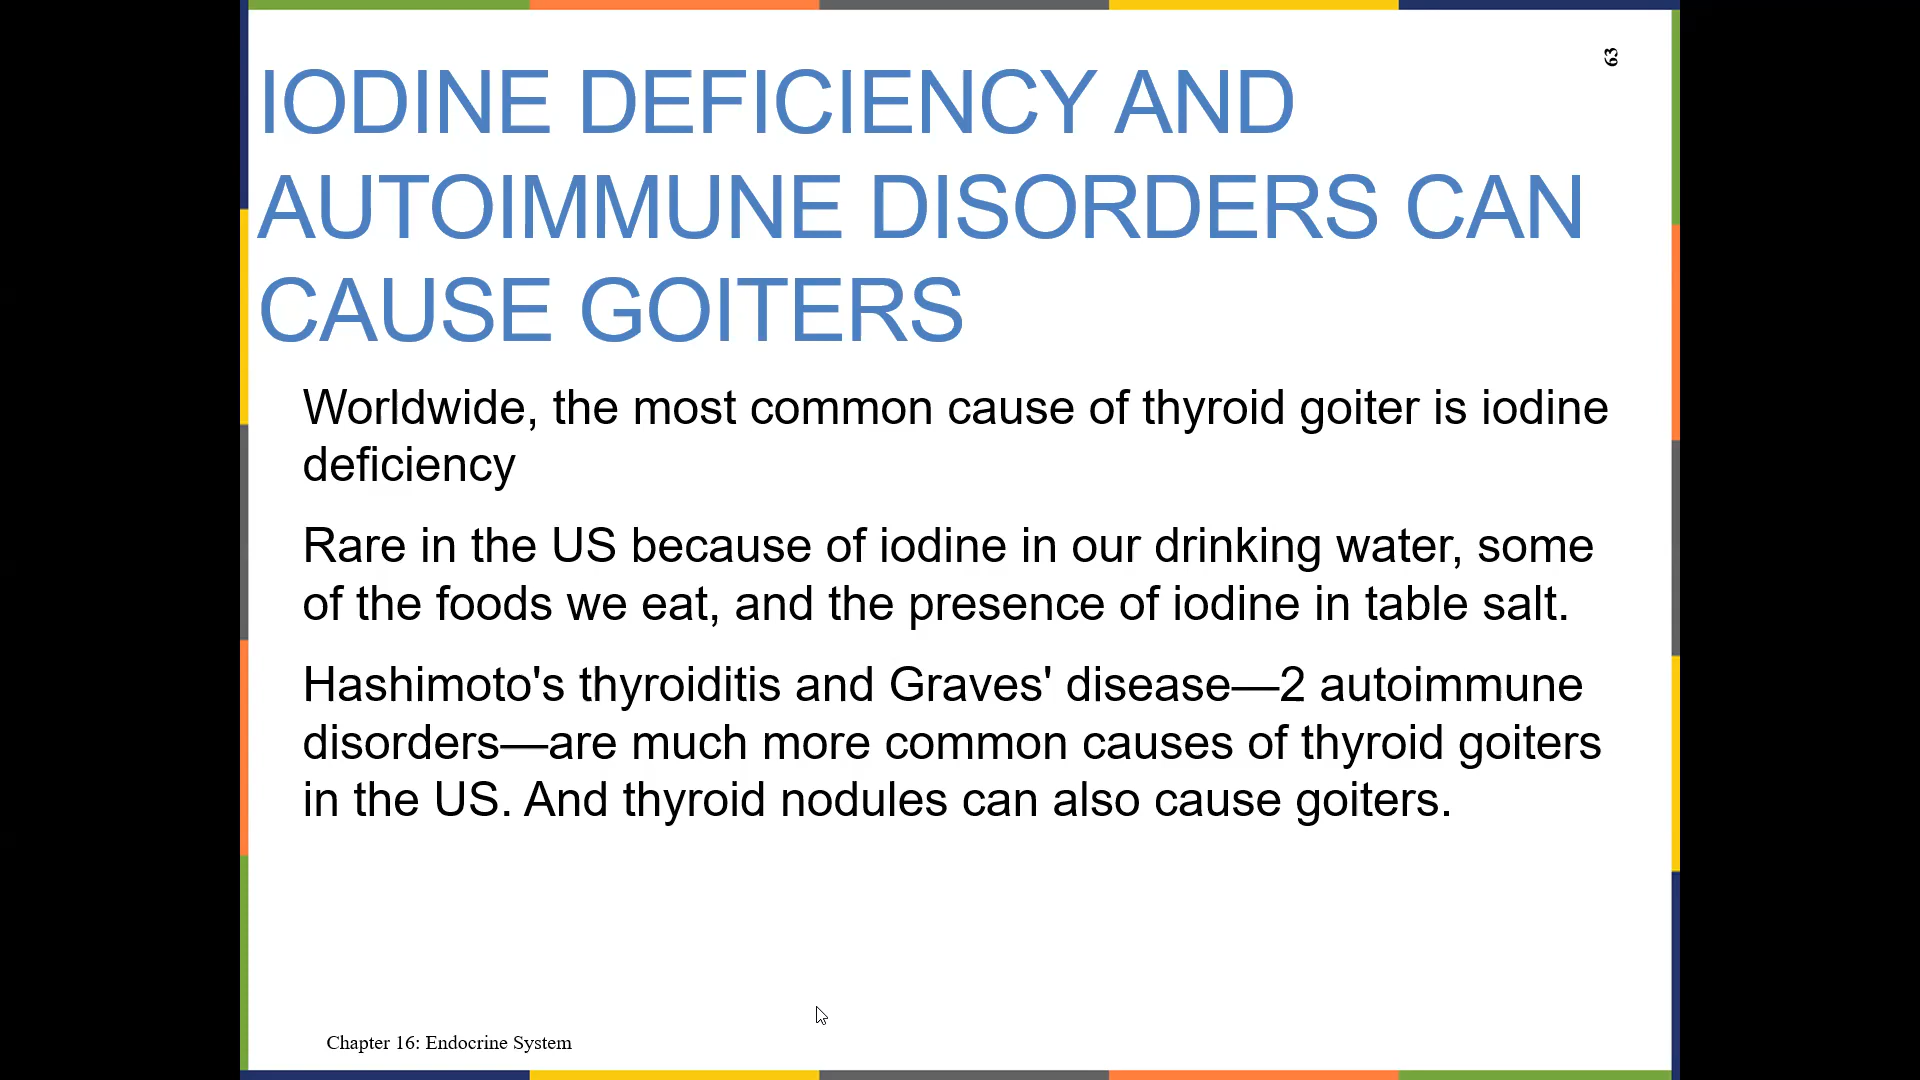 63
IODINE DEFICIENCY AND
AUTOIMMUNE DISORDERS CAN
CAUSE GOITERS
Worldwide, the most common cause of thyroid goiter is iodine
deficiency
Rare in the US because of iodine in our drinking water, some
of the foods we eat, and the presence of iodine in table salt.
Hashimoto's thyroiditis and Graves' disease—2 autoimmune
disorders—are much more common causes of thyroid goiters
in the US. And thyroid nodules can also cause goiters.
Chapter 16: Endocrine System